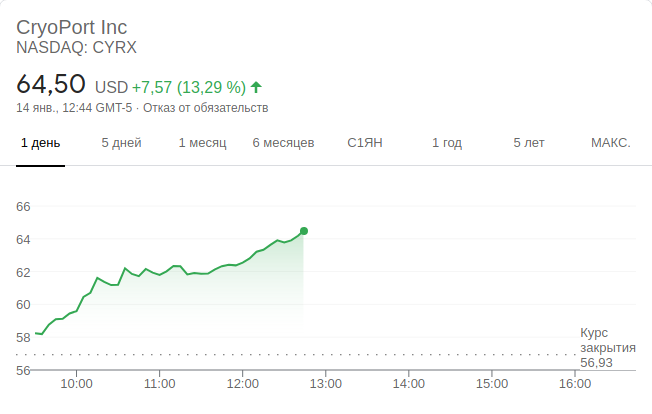 CryoPort Inc
NASDAQ: CYRX
64,50 USD +7,57 (13,29 %)
14 янв., 12:44 GMT-5 · Отказ от обязательств
1 день 5 дней 1 месяц 6 месяцев С1ЯН 1 год 5 лет МАКС.
66
64
62
60
58
56
Курс
закрытия
56,93
10:00 11:00 12:00 13:00 14:00 15:00 16:00